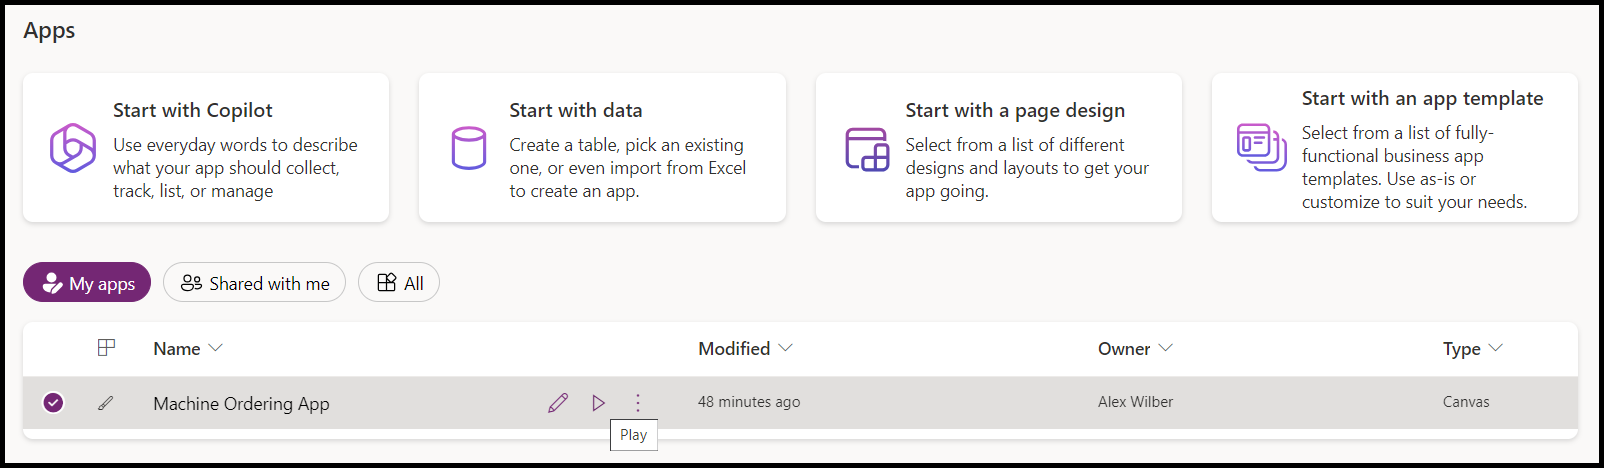 Apps
Start with Copilot
Use everyday words to describe
what your app should collect,
track, list, or manage
Start with data
Create a table, pick an existing
one, or even import from Excel
to create an app.
Start with a page design
Select from a list of different
designs and layouts to get your
app going.
Start with an app template
Select from a list of fully-
functional business app
templates. Use as-is or
customize to suit your needs.
My apps
Shared with me
All
Name
Modified
Owner
Type
Machine Ordering App
48 minutes ago
Alex Wilber
Canvas
Play